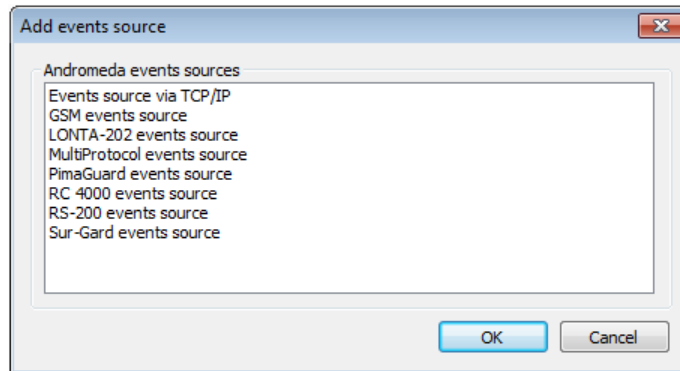 Add events source
Andromeda events sources
Events source via TCP/IP
GSM events source
LONTA-202 events source
MultiProtocol events source
PimaGuard events source
RC 4000 events source
RS-200 events source
Sur-Gard events source
OK
Cancel